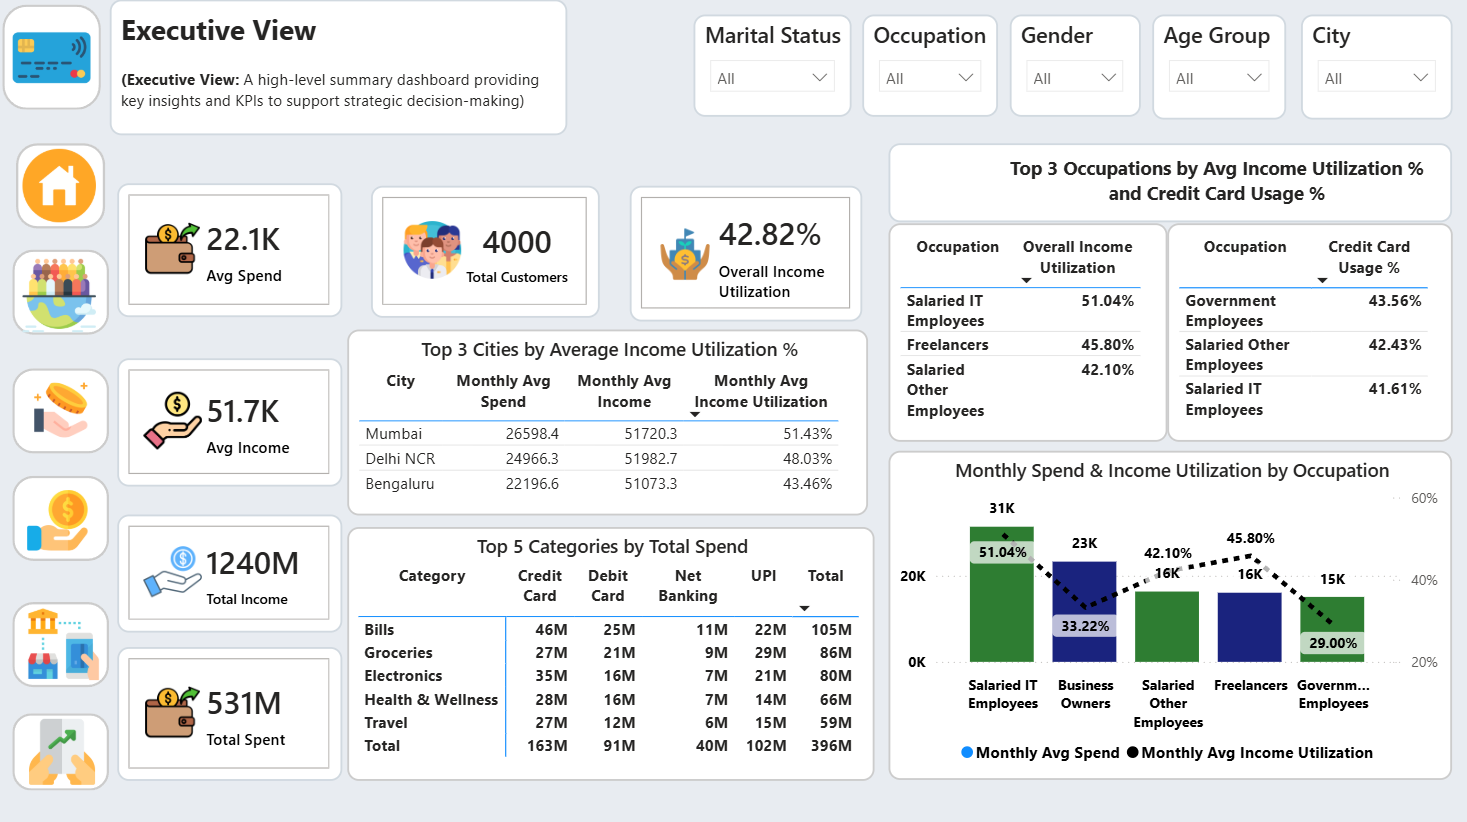 Executive View
(Executive View: A high-level summary dashboard providing
key insights and KPIs to support strategic decision-making)
Marital Status
All
Occupation
All
Gender
All
Age Group
All
City
All
22.1K
Avg Spend
4000
Total Customers
42.82%
Overall Income
Utilization
51.7K
Avg Income
1240M
Total Income
531M
Total Spent
Top 3 Cities by Average Income Utilization %
City Monthly Avg Spend Monthly Avg Income Monthly Avg Income Utilization
Mumbai 26598.4 51720.3 51.43%
Delhi NCR 24966.3 51982.7 48.03%
Bengaluru 22196.6 51073.3 43.46%
Top 5 Categories by Total Spend
Category Credit Card Debit Card Net Banking UPI Total
Bills 46M 25M 11M 22M 105M
Groceries 27M 21M 9M 29M 86M
Electronics 35M 16M 7M 21M 80M
Health & Wellness 28M 16M 7M 14M 66M
Travel 27M 12M 6M 15M 59M
Total 163M 91M 40M 102M 396M
Top 3 Occupations by Avg Income Utilization %
and Credit Card Usage %
Occupation Overall Income Utilization
Salaried IT Employees 51.04%
Freelancers 45.80%
Salaried Other Employees 42.10%
Occupation Credit Card Usage %
Government Employees 43.56%
Salaried Other Employees 42.43%
Salaried IT Employees 41.61%
Monthly Spend & Income Utilization by Occupation
60%
31K
51.04%
23K
33.22%
42.10%
16K
45.80%
16K
15K
29.00%
20K
40%
0K
20%
Salaried IT Employees
Business Owners
Salaried Other Employees
Freelancers
Governm... Employees
Monthly Avg Spend Monthly Avg Income Utilization